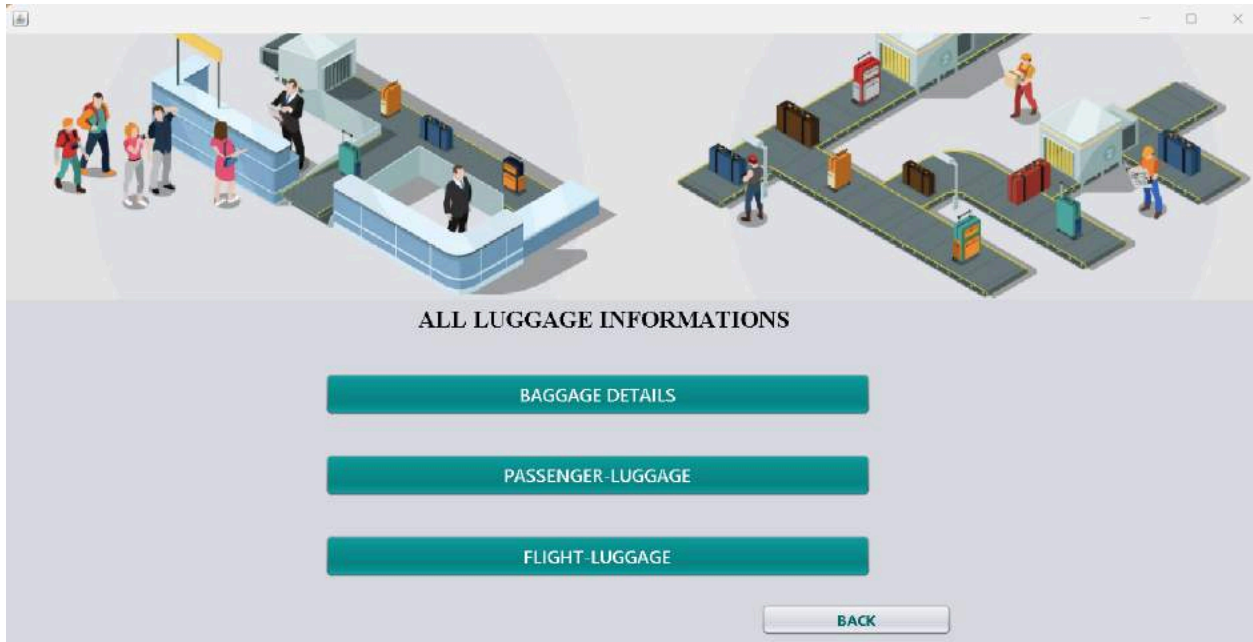 ALL LUGGAGE INFORMATIONS
BAGGAGE DETAILS
PASSENGER-LUGGAGE
FLIGHT-LUGGAGE
BACK